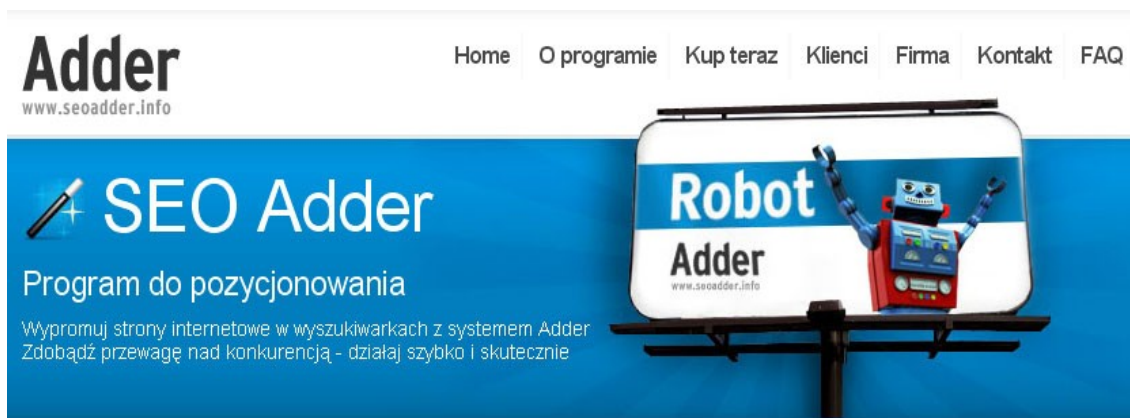 Adder
www.seoadder.info
Home O programie Kup teraz Klienci Firma Kontakt FAQ
SEO Adder
Program do pozycjonowania
Wypromuj strony internetowe w wyszukiwarkach z systemem Adder
Zdobądź przewagę nad konkurencją - działaj szybko i skutecznie
Robot
Adder
www.seoadder.info